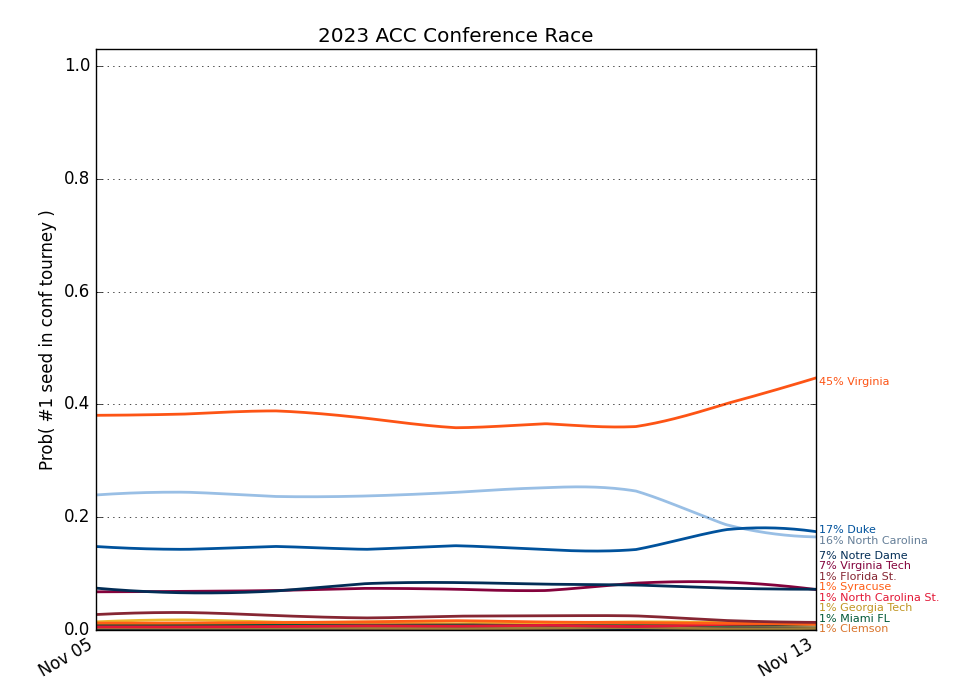 2023 ACC Conference Race
Prob( #1 seed in conf tourney )
1.0
0.8
0.6
0.4
0.2
0.0
Nov 05
Nov 13
45% Virginia
17% Duke
16% North Carolina
7% Notre Dame
7% Virginia Tech
1% Florida St.
1% Syracuse
1% North Carolina St.
1% Georgia Tech
1% Miami FL
1% Clemson